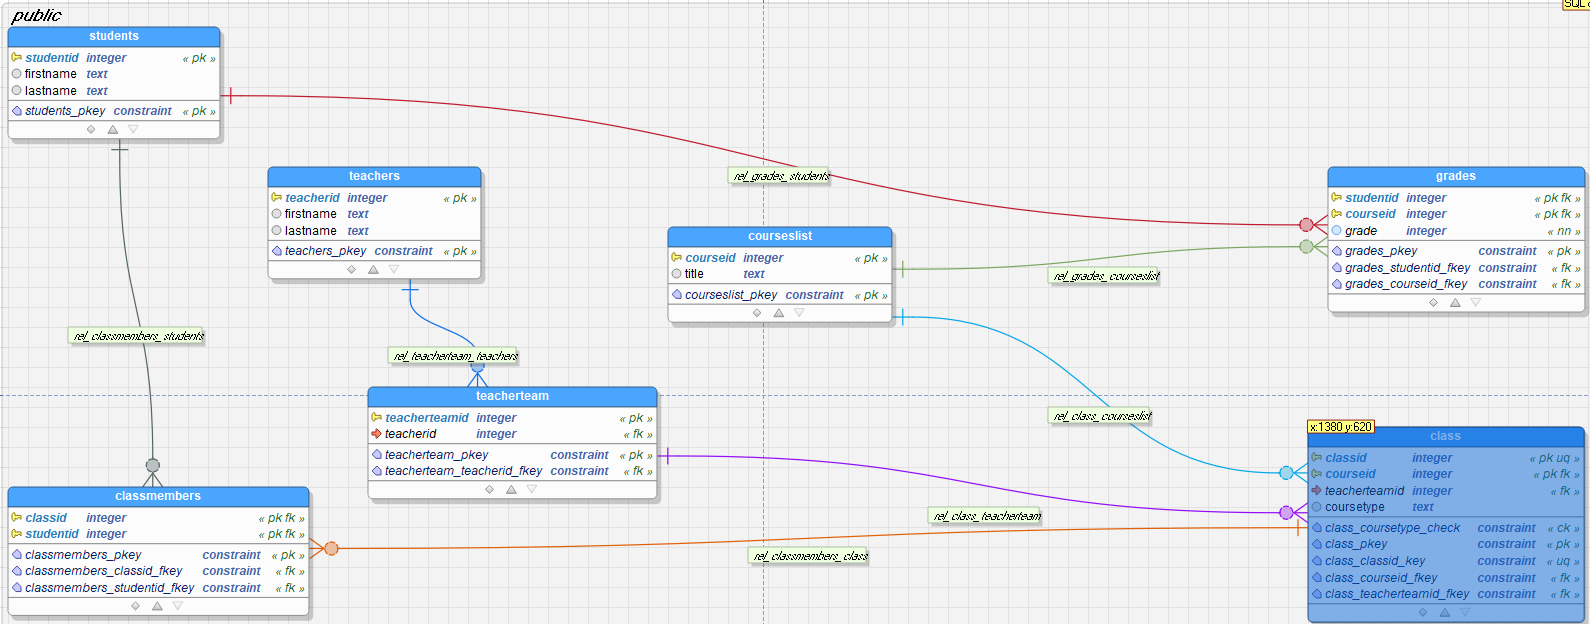 public
SQL
students
studentid integer « pk »
firstname text
lastname text
students_pkey constraint « pk »
teachers
teacherid integer « pk »
firstname text
lastname text
teachers_pkey constraint « pk »
rel_grades_students
grades
studentid integer « pk fk »
courseid integer « pk fk »
grade integer « nn »
grades_pkey constraint « pk »
grades_studentid_fkey constraint « fk »
grades_courseid_fkey constraint « fk »
courseslist
courseid integer « pk »
title text
courseslist_pkey constraint « pk »
rel_grades_courseslist
rel_classmembers_students
rel_teacherteam_teachers
teacherteam
teacherteamid integer « pk »
teacherid integer « fk »
teacherteam_pkey constraint « pk »
teacherteam_teacherid_fkey constraint « fk »
rel_class_courseslist
x:1380 y:620
class
classid integer « pk uq »
courseid integer « pk fk »
teacherteamid integer « fk »
coursetype text
class_coursetype_check constraint « ck »
class_pkey constraint « pk »
class_classid_key constraint « uq »
class_courseid_fkey constraint « fk »
class_teacherteamid_fkey constraint « fk »
classmembers
classid integer « pk fk »
studentid integer « pk fk »
classmembers_pkey constraint « pk »
classmembers_classid_fkey constraint « fk »
classmembers_studentid_fkey constraint « fk »
rel_class_teacherteam
rel_classmembers_class